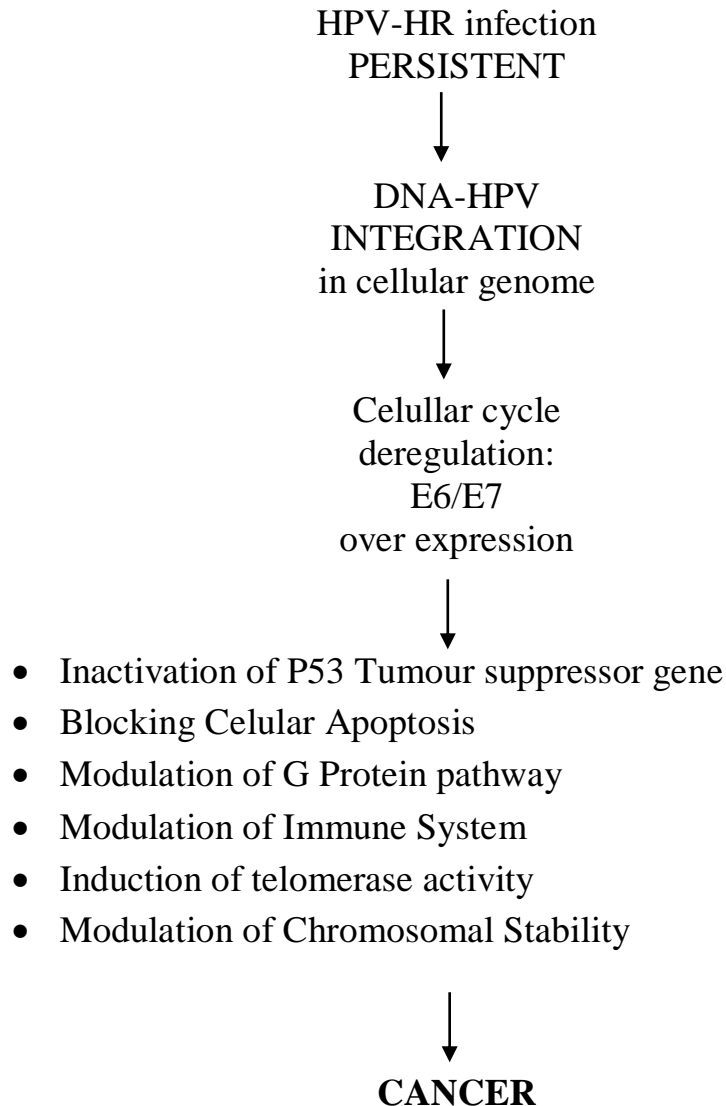 HPV-HR infection
PERSISTENT
DNA-HPV
INTEGRATION
in cellular genome
Celullar cycle
deregulation:
E6/E7
over expression
• Inactivation of P53 Tumour suppressor gene
• Blocking Celular Apoptosis
• Modulation of G Protein pathway
• Modulation of Immune System
• Induction of telomerase activity
• Modulation of Chromosomal Stability
CANCER